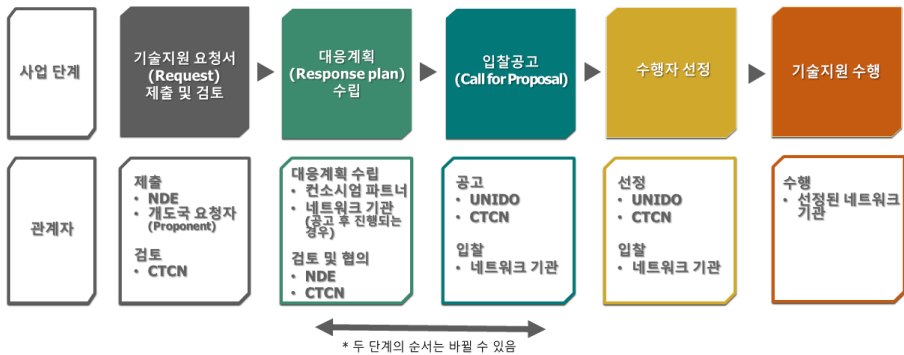 사업 단계
기술지원 요청서
(Request)
제출 및 검토
대응계획
(Response plan)
수립
입찰공고
(Call for Proposal)
수행자 선정
기술지원 수행
관계자
제출
• NDE
• 개도국 요청자
(Proponent)
검토
• CTCN
대응계획 수립
• 컨소시엄 파트너
• 네트워크 기관
(공고 후 진행되는
경우)
검토 및 협의
• NDE
• CTCN
공고
• UNIDO
• CTCN
입찰
• 네트워크 기관
선정
• UNIDO
• CTCN
입찰
• 네트워크 기관
수행
• 선정된 네트워크
기관
* 두 단계의 순서는 바뀔 수 있음